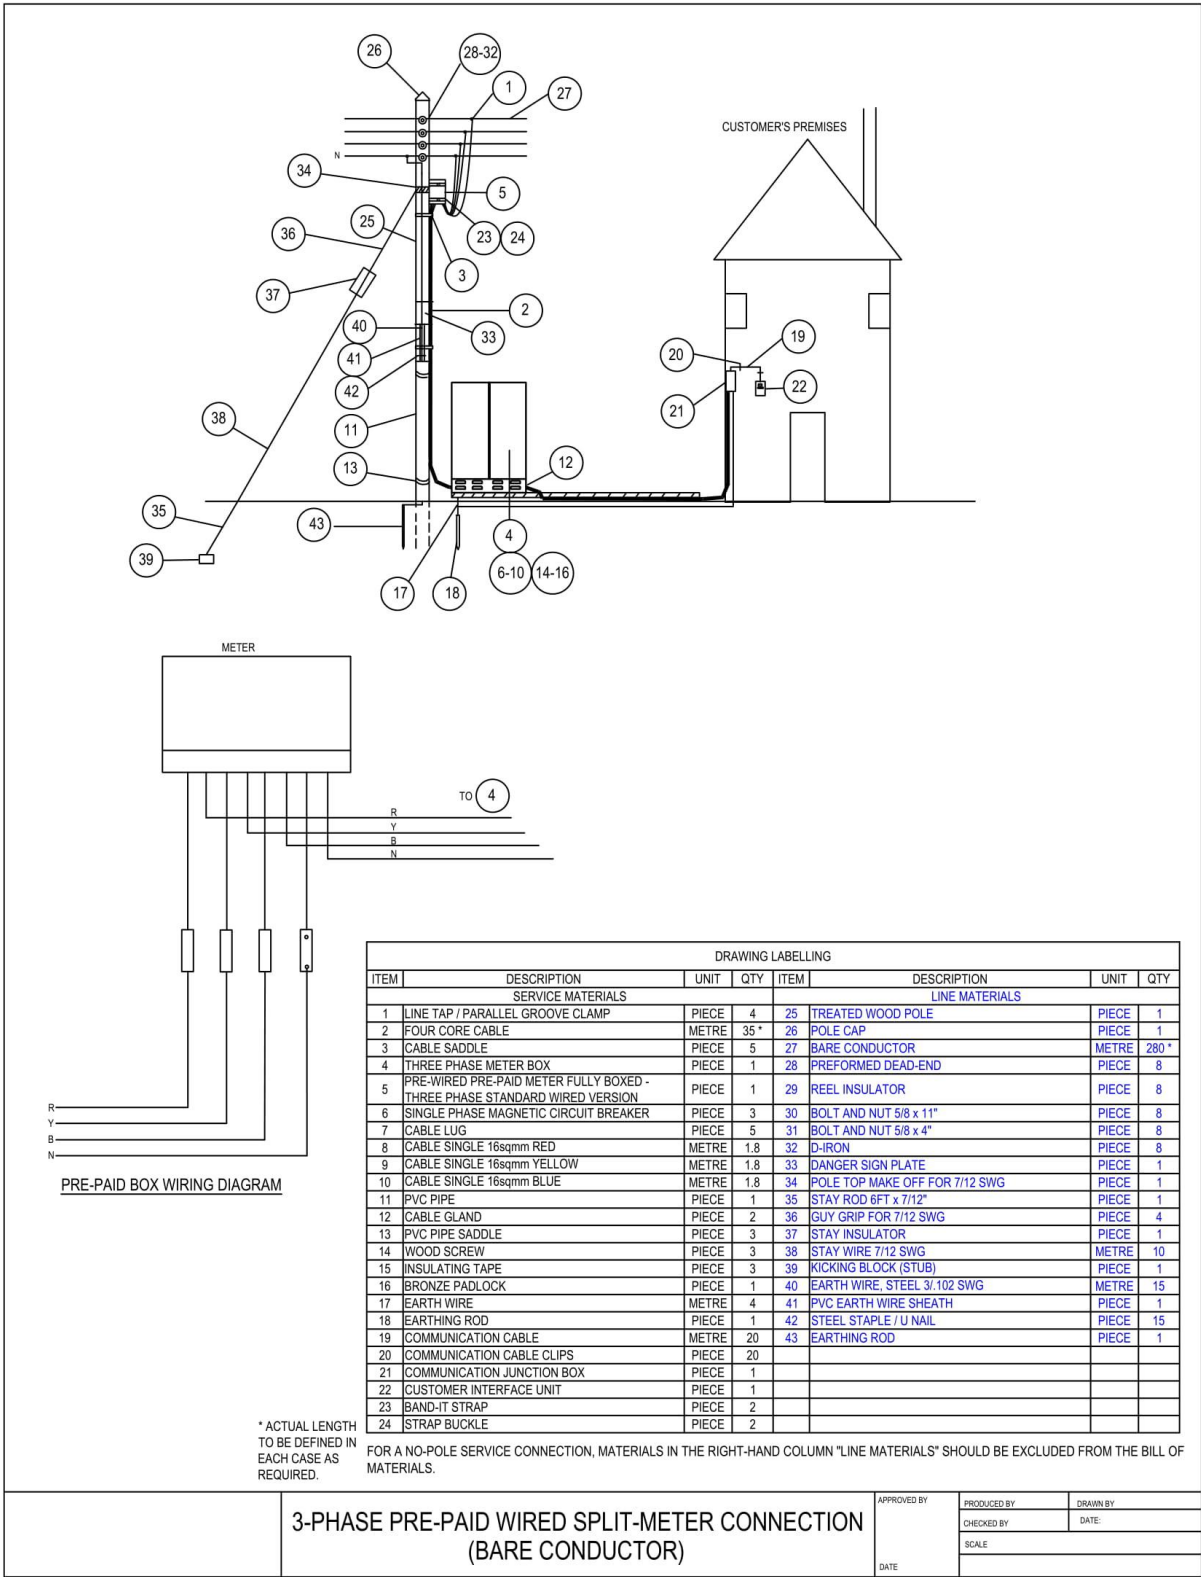 26
28-32
1
27
CUSTOMER'S PREMISES
N
34
5
25
23 24
36
3
37
2
40
33
41
42
20
19
22
21
38
11
13
12
35
43
4
39
6-10 14-16
17
18
METER
TO 4
R
Y
B
N
R
Y
B
N
PRE-PAID BOX WIRING DIAGRAM
DRAWING LABELLING
ITEM DESCRIPTION UNIT QTY ITEM DESCRIPTION UNIT QTY
SERVICE MATERIALS LINE MATERIALS
1 LINE TAP / PARALLEL GROOVE CLAMP PIECE 4 25 TREATED WOOD POLE PIECE 1
2 FOUR CORE CABLE METRE 35 * 26 POLE CAP PIECE 1
3 CABLE SADDLE PIECE 5 27 BARE CONDUCTOR METRE 280 *
4 THREE PHASE METER BOX PIECE 1 28 PREFORMED DEAD-END PIECE 8
5 PRE-WIRED PRE-PAID METER FULLY BOXED -
THREE PHASE STANDARD WIRED VERSION PIECE 1 29 REEL INSULATOR PIECE 8
6 SINGLE PHASE MAGNETIC CIRCUIT BREAKER PIECE 3 30 BOLT AND NUT 5/8 x 11" PIECE 8
7 CABLE LUG PIECE 5 31 BOLT AND NUT 5/8 x 4" PIECE 8
8 CABLE SINGLE 16sqmm RED METRE 1.8 32 D-IRON PIECE 8
9 CABLE SINGLE 16sqmm YELLOW METRE 1.8 33 DANGER SIGN PLATE PIECE 1
10 CABLE SINGLE 16sqmm BLUE METRE 1.8 34 POLE TOP MAKE OFF FOR 7/12 SWG PIECE 1
11 PVC PIPE PIECE 1 35 STAY ROD 6FT x 7/12" PIECE 1
12 CABLE GLAND PIECE 2 36 GUY GRIP FOR 7/12 SWG PIECE 4
13 PVC PIPE SADDLE PIECE 3 37 STAY INSULATOR PIECE 1
14 WOOD SCREW PIECE 3 38 STAY WIRE 7/12 SWG METRE 10
15 INSULATING TAPE PIECE 3 39 KICKING BLOCK (STUB) PIECE 1
16 BRONZE PADLOCK PIECE 1 40 EARTH WIRE, STEEL 3/.102 SWG METRE 15
17 EARTH WIRE METRE 4 41 PVC EARTH WIRE SHEATH PIECE 1
18 EARTHING ROD PIECE 1 42 STEEL STAPLE / U NAIL PIECE 15
19 COMMUNICATION CABLE METRE 20 43 EARTHING ROD PIECE 1
20 COMMUNICATION CABLE CLIPS PIECE 20
21 COMMUNICATION JUNCTION BOX PIECE 1
22 CUSTOMER INTERFACE UNIT PIECE 1
23 BAND-IT STRAP PIECE 2
24 STRAP BUCKLE PIECE 2
* ACTUAL LENGTH
TO BE DEFINED IN
EACH CASE AS
REQUIRED.
FOR A NO-POLE SERVICE CONNECTION, MATERIALS IN THE RIGHT-HAND COLUMN "LINE MATERIALS" SHOULD BE EXCLUDED FROM THE BILL OF
MATERIALS.
3-PHASE PRE-PAID WIRED SPLIT-METER CONNECTION
(BARE CONDUCTOR)
APPROVED BY
DATE
PRODUCED BY DRAWN BY
CHECKED BY DATE:
SCALE